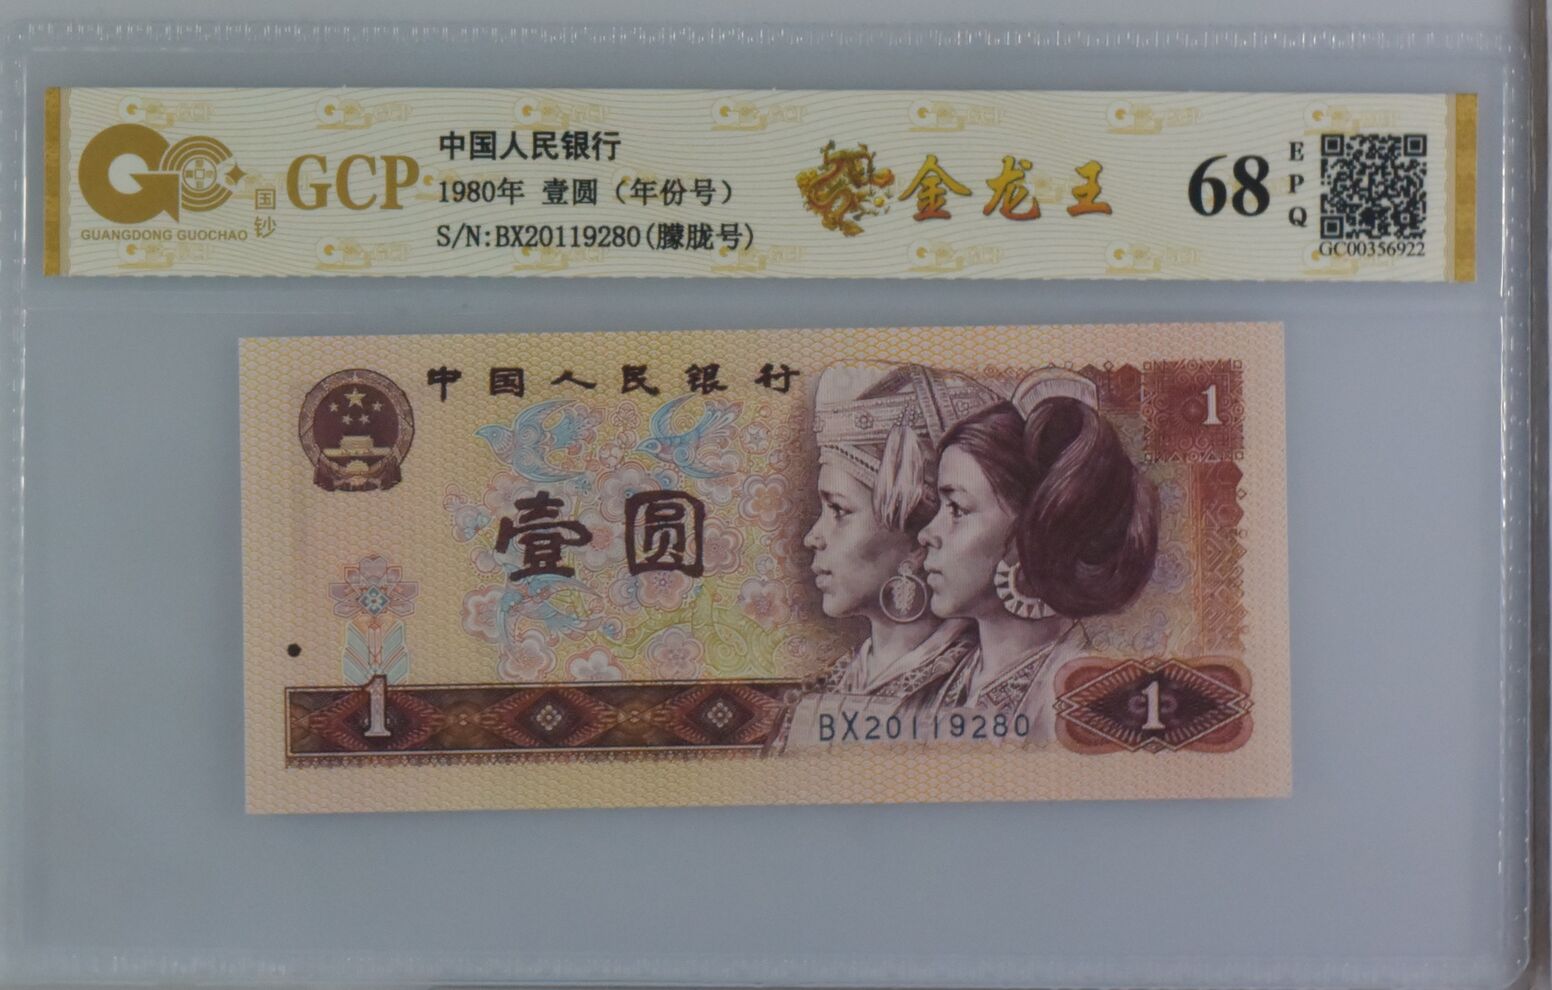 GCP
GUANGDONG GUOCHAO
国钞
中国人民银行
1980年 壹圆（年份号）
S/N:BX20119280(朦胧号)
金龙王
68
EPQ
GC00356922
中国人民银行
1
壹圆
1
BX20119280
1